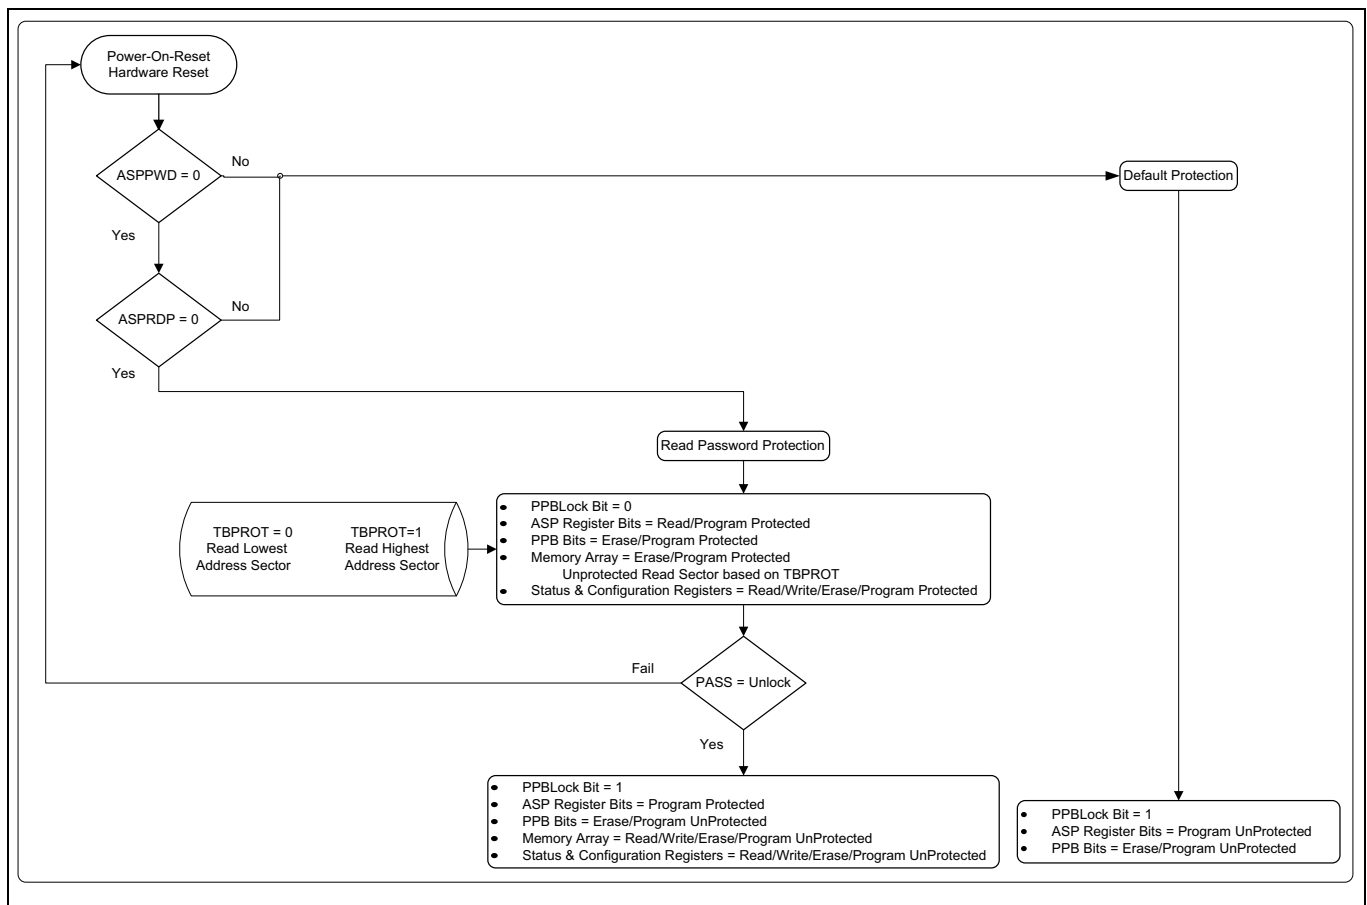 Power-On-Reset
Hardware Reset
No
ASPPWD = 0
Default Protection
Yes
No
ASPRDP = 0
Yes
Read Password Protection
TBPROT = 0
Read Lowest
Address Sector
TBPROT=1
Read Highest
Address Sector
• PPBLock Bit = 0
• ASP Register Bits = Read/Program Protected
• PPB Bits = Erase/Program Protected
• Memory Array = Erase/Program Protected
Unprotected Read Sector based on TBPROT
• Status & Configuration Registers = Read/Write/Erase/Program Protected
Fail
PASS = Unlock
Yes
• PPBLock Bit = 1
• ASP Register Bits = Program Protected
• PPB Bits = Erase/Program UnProtected
• Memory Array = Read/Write/Erase/Program UnProtected
• Status & Configuration Registers = Read/Write/Erase/Program UnProtected
• PPBLock Bit = 1
• ASP Register Bits = Program UnProtected
• PPB Bits = Erase/Program UnProtected